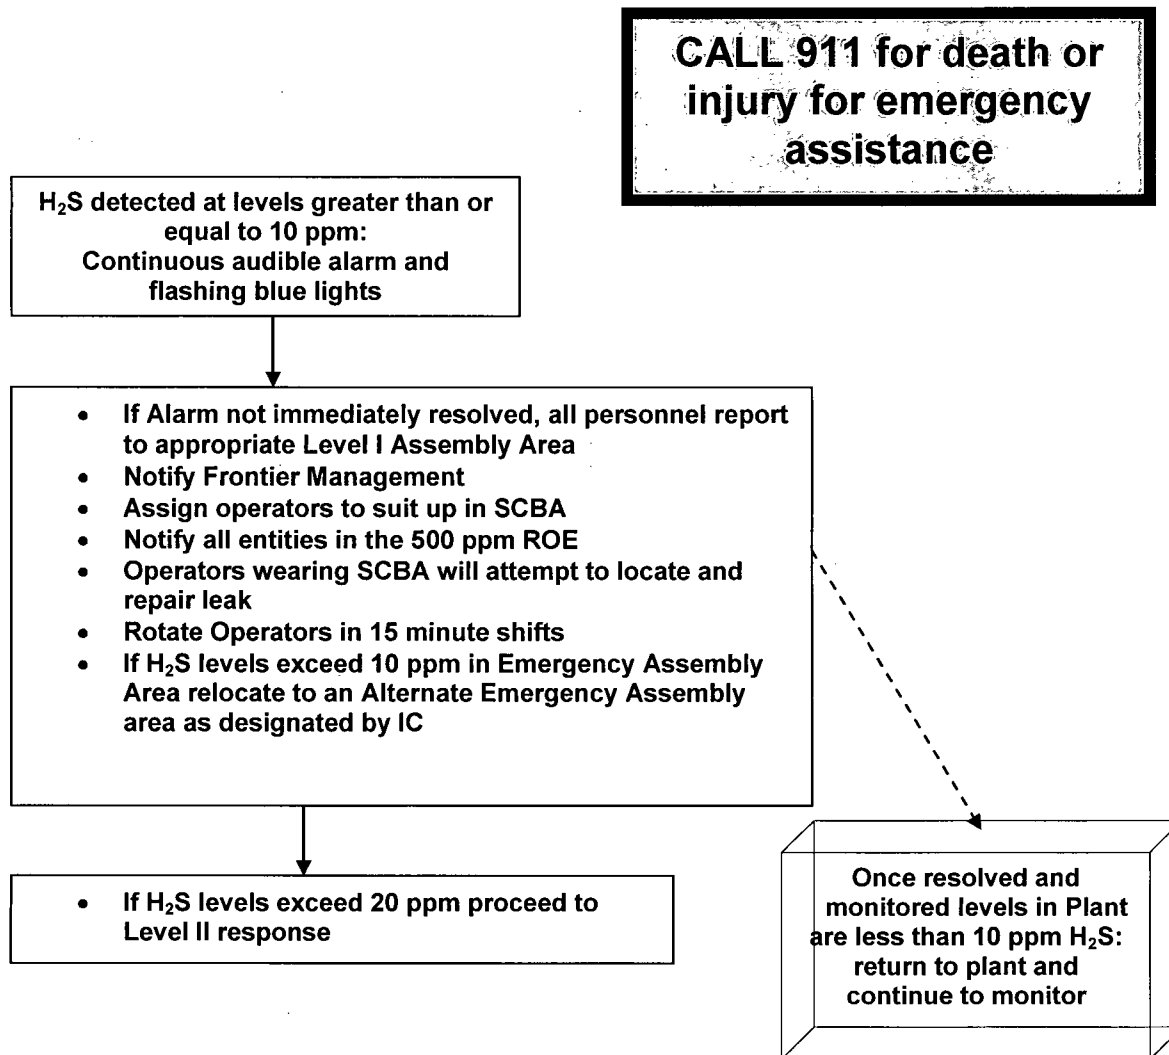 CALL 911 for death or
injury for emergency
assistance
H₂S detected at levels greater than or
equal to 10 ppm:
Continuous audible alarm and
flashing blue lights
• If Alarm not immediately resolved, all personnel report
to appropriate Level I Assembly Area
• Notify Frontier Management
• Assign operators to suit up in SCBA
• Notify all entities in the 500 ppm ROE
• Operators wearing SCBA will attempt to locate and
repair leak
• Rotate Operators in 15 minute shifts
• If H₂S levels exceed 10 ppm in Emergency Assembly
Area relocate to an Alternate Emergency Assembly
area as designated by IC
• If H₂S levels exceed 20 ppm proceed to
Level II response
Once resolved and
monitored levels in Plant
are less than 10 ppm H₂S:
return to plant and
continue to monitor